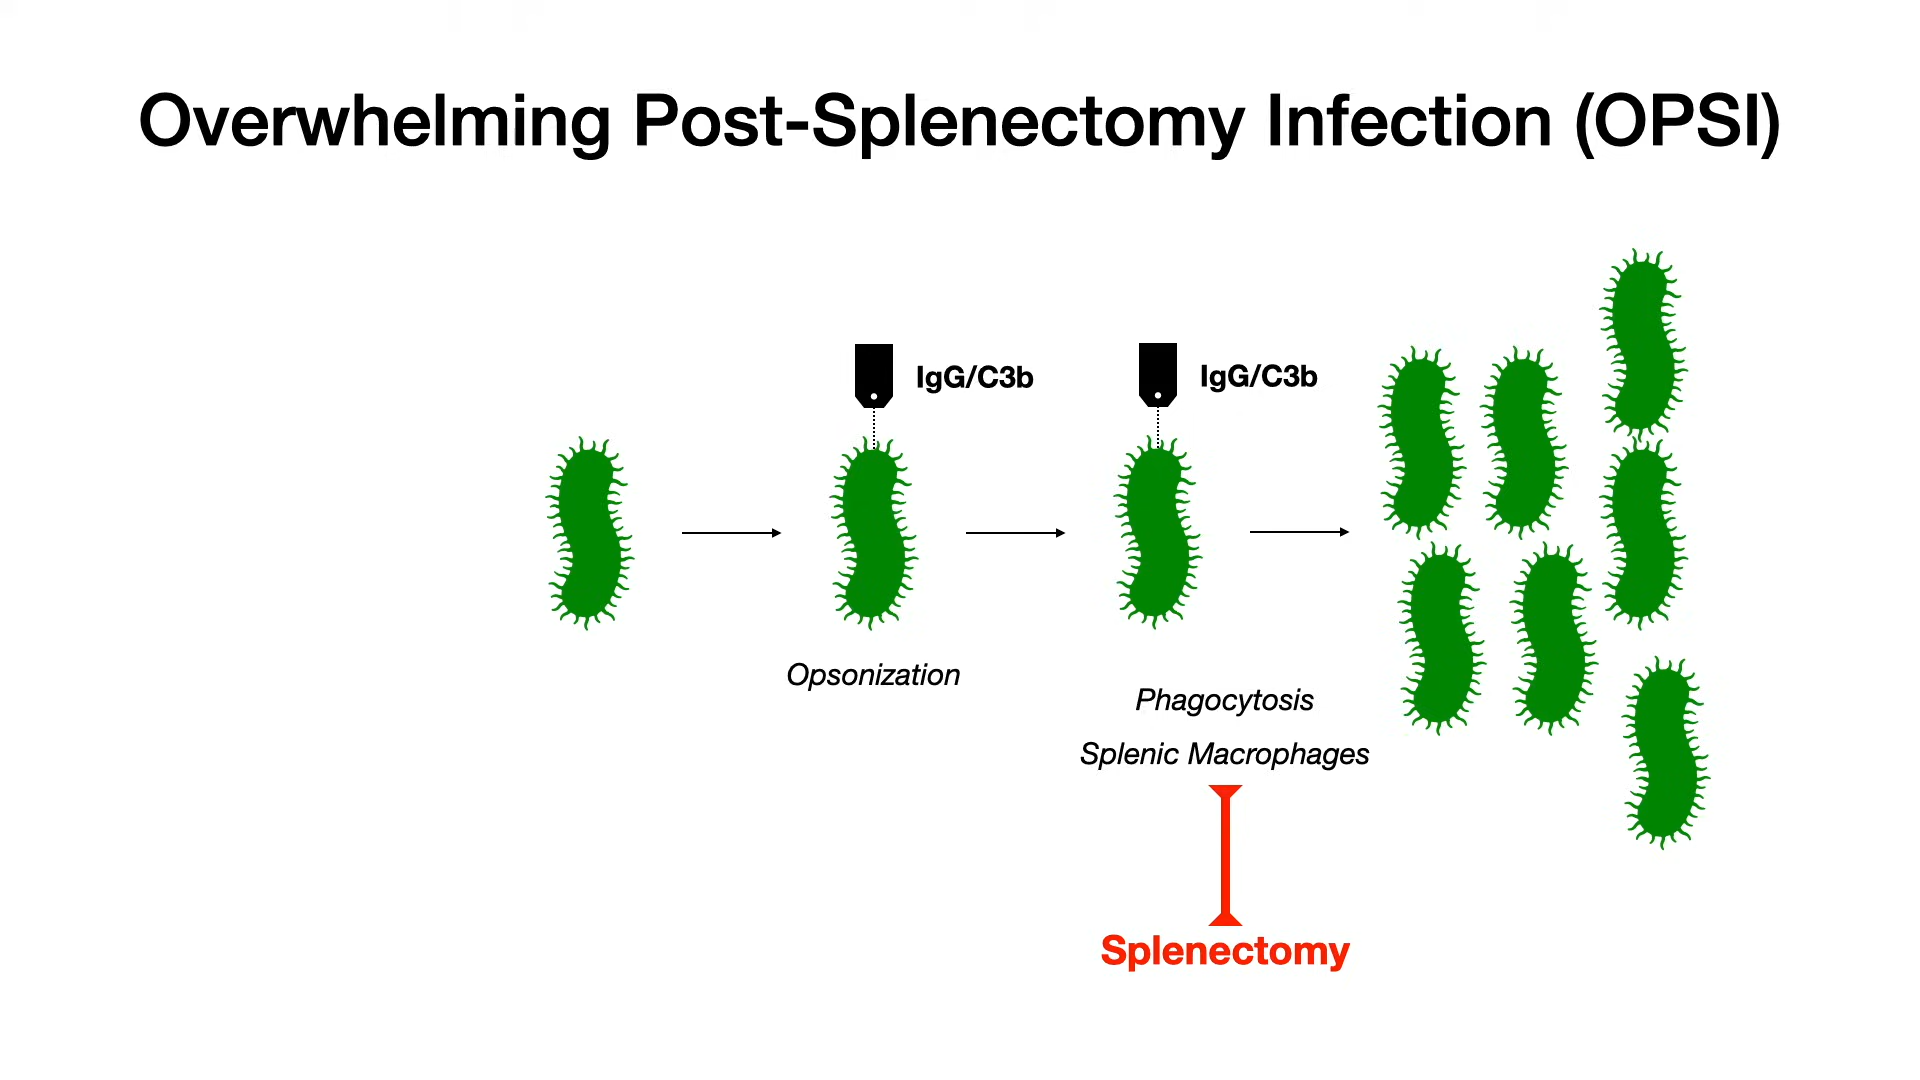 Overwhelming Post-Splenectomy Infection (OPSI)
IgG/C3b
IgG/C3b
Opsonization
Phagocytosis
Splenic Macrophages
Splenectomy